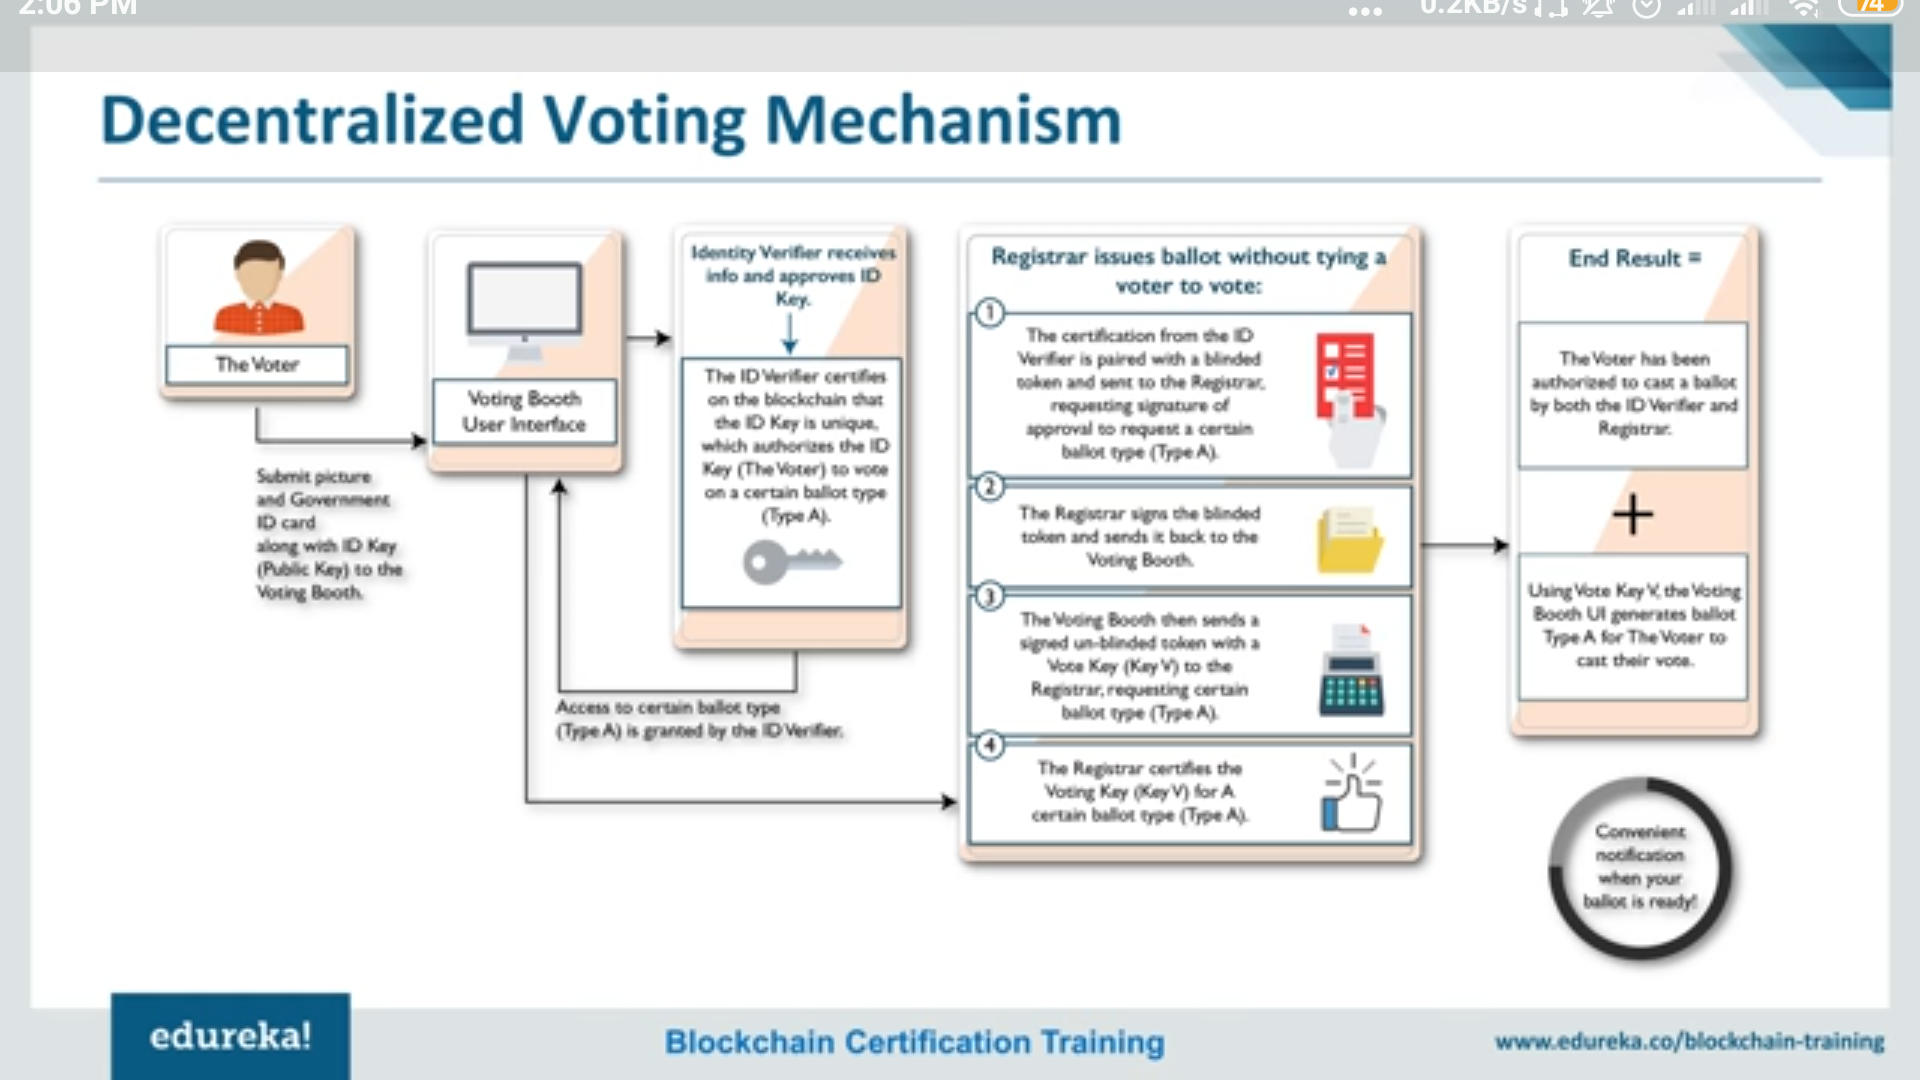 2:06 PM
0.2KB/s
74
Decentralized Voting Mechanism
The Voter
Submit picture
and Government
ID card
along with ID Key
(Public Key) to the
Voting Booth.
Voting Booth
User Interface
Identity Verifier receives
info and approves ID
Key.
The ID Verifier certifies
on the blockchain that
the ID Key is unique,
which authorizes the ID
Key (The Voter) to vote
on a certain ballot type
(Type A).
Access to certain ballot type
(Type A) is granted by the ID Verifier.
Registrar issues ballot without tying a
voter to vote:
1
The certification from the ID
Verifier is paired with a blinded
token and sent to the Registrar,
requesting signature of
approval to request a certain
ballot type (Type A).
2
The Registrar signs the blinded
token and sends it back to the
Voting Booth.
3
The Voting Booth then sends a
signed un-blinded token with a
Vote Key (Key V) to the
Registrar, requesting certain
ballot type (Type A).
4
The Registrar certifies the
Voting Key (Key V) for A
certain ballot type (Type A).
End Result =
The Voter has been
authorized to cast a ballot
by both the ID Verifier and
Registrar.
+
Using Vote Key V, the Voting
Booth UI generates ballot
Type A for The Voter to
cast their vote.
Convenient
notification
when your
ballot is ready!
edureka!
Blockchain Certification Training
www.edureka.co/blockchain-training